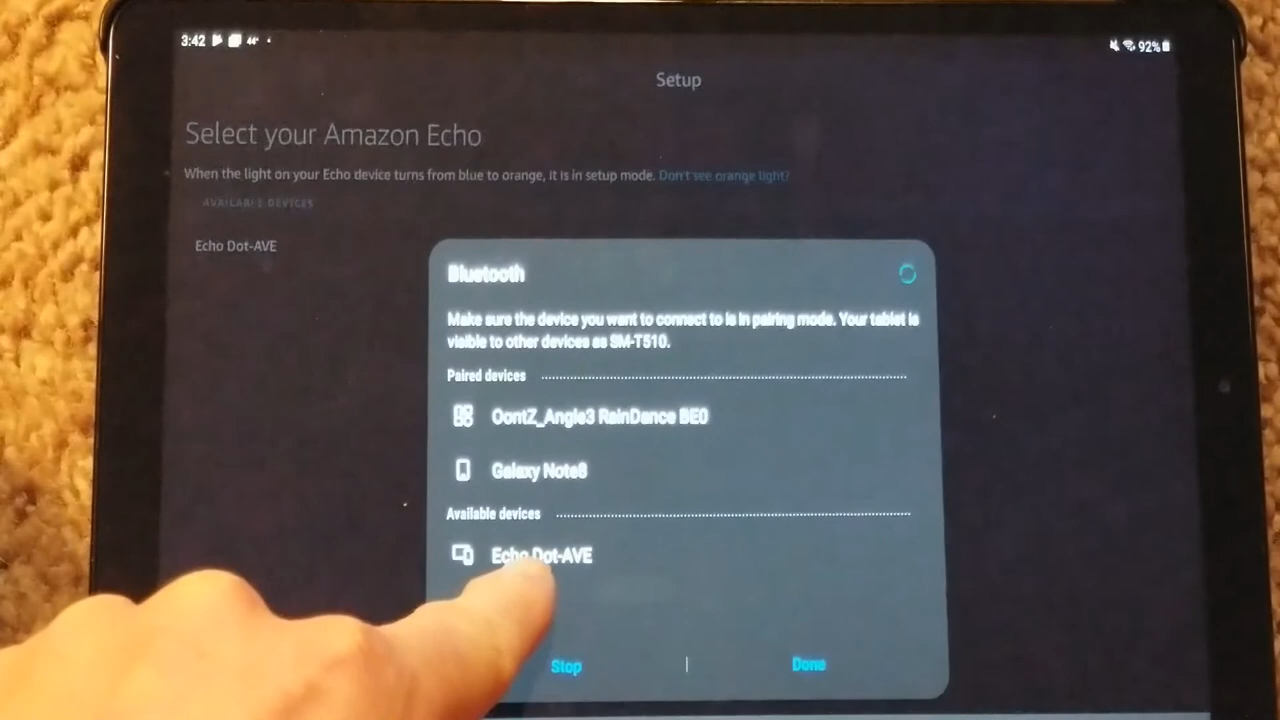 3:42 44°
92%
Setup
Select your Amazon Echo
When the light on your Echo device turns from blue to orange, it is in setup mode. Don't see orange light?
AVAILABLE DEVICES
Echo Dot-AVE
Bluetooth
Make sure the device you want to connect to is in pairing mode. Your tablet is
visible to other devices as SM-T510.
Paired devices
OontZ_Angle3 RainDance BE0
Galaxy Note8
Available devices
Echo Dot-AVE
Stop | Done